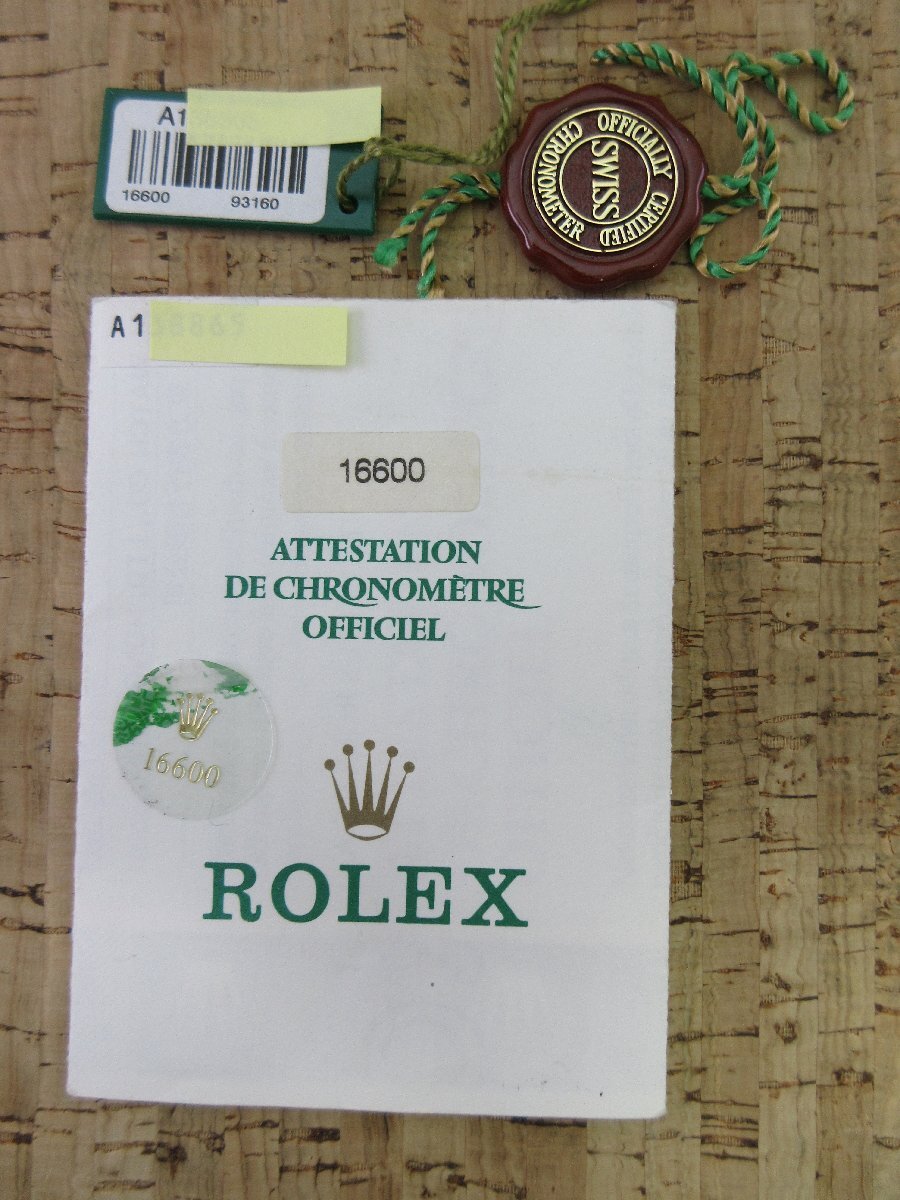 A1
16600 93160
OFFICIALLY CERTIFIED
SWISS
CHRONOMETER
A1
16600
ATTESTATION
DE CHRONOMÈTRE
OFFICIEL
16600
ROLEX